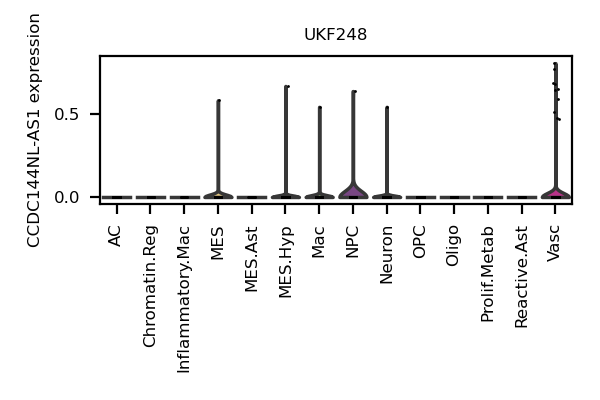 UKF248
CCDC144NL-AS1 expression
0.5
0.0
AC
Chromatin.Reg
Inflammatory.Mac
MES
MES.Ast
MES.Hyp
Mac
NPC
Neuron
OPC
Oligo
Prolif.Metab
Reactive.Ast
Vasc